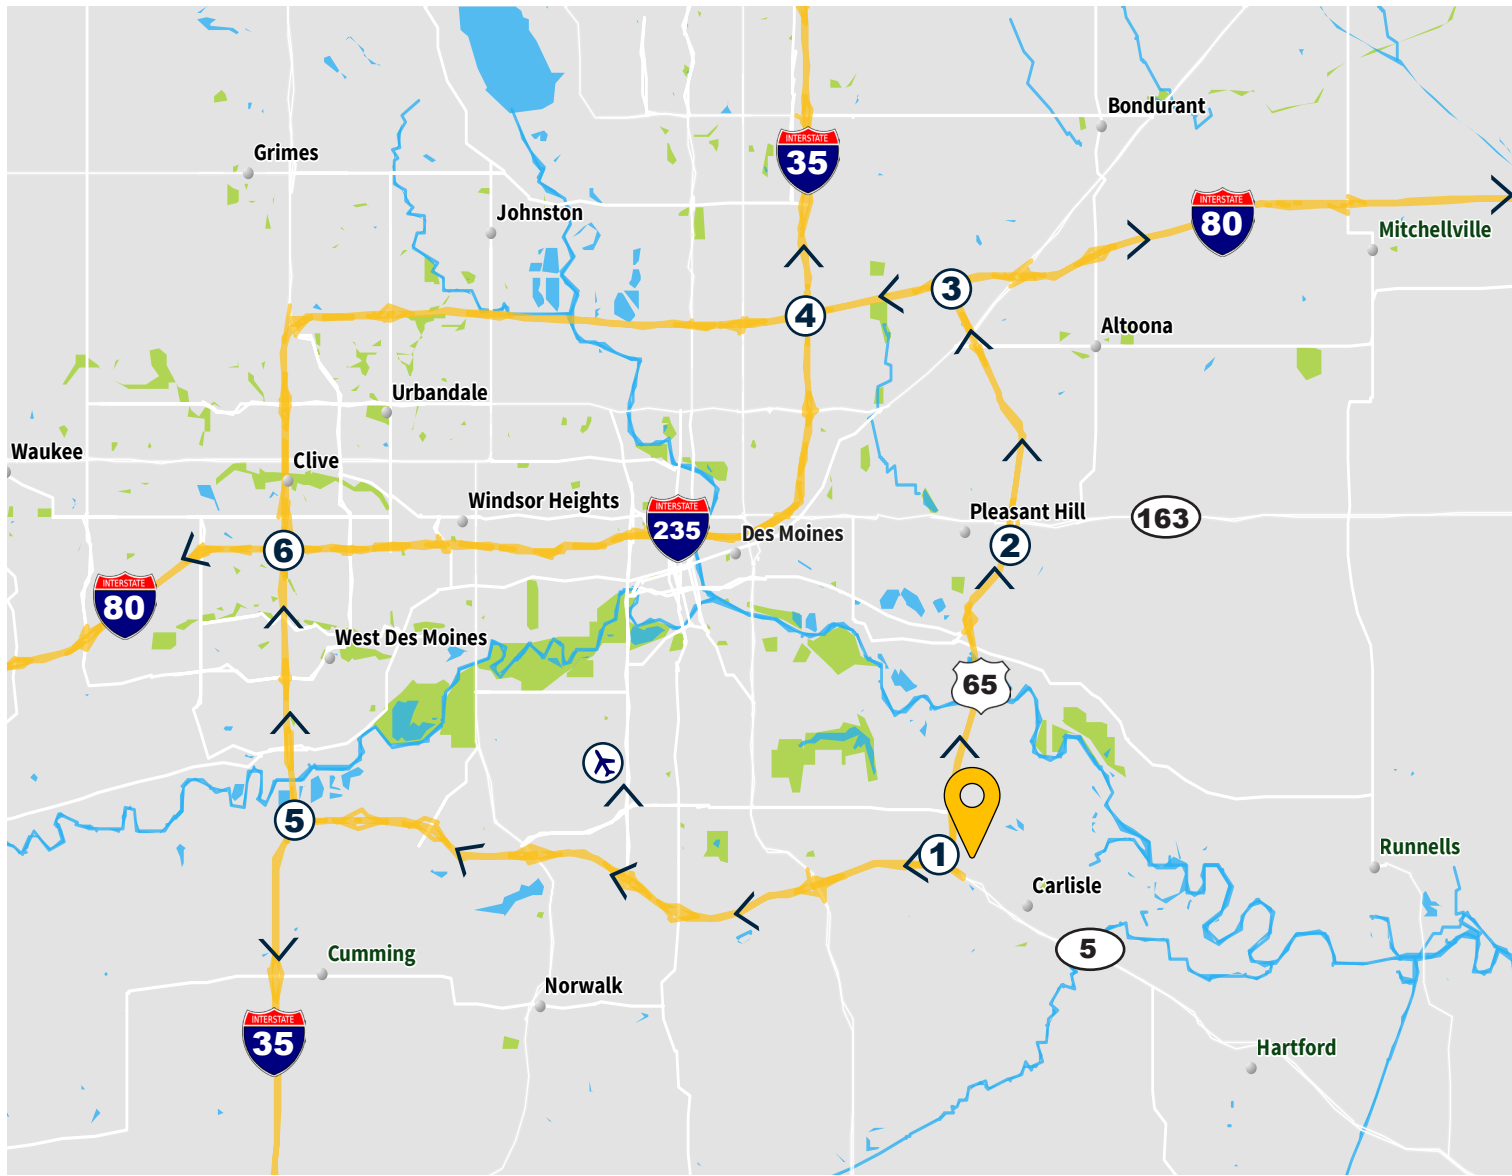 Bondurant
INTERSTATE
35
Grimes
Johnston
INTERSTATE
80
Mitchellville
3
4
Altoona
Urbandale
Waukee
Clive
Windsor Heights
INTERSTATE
235
Des Moines
Pleasant Hill
163
2
6
INTERSTATE
80
West Des Moines
65
5
1
Runnells
Carlisle
5
Cumming
Norwalk
INTERSTATE
35
Hartford